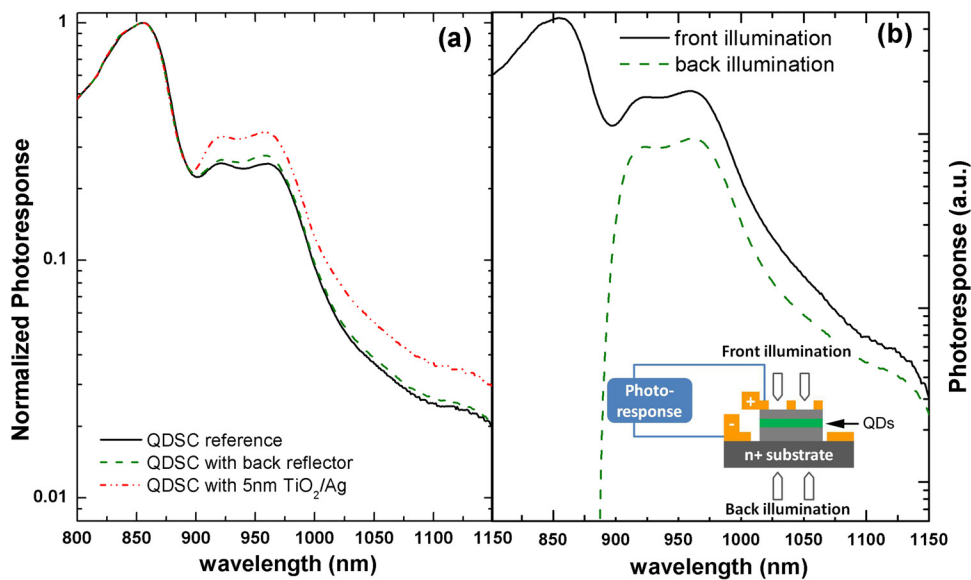 (a)
1
0.1
0.01
Normalized Photoresponse
QDSC reference
QDSC with back reflector
QDSC with 5nm TiO₂/Ag
800
850
900
950
1000
1050
1100
1150
wavelength (nm)
(b)
front illumination
back illumination
Photoresponse (a.u.)
Front illumination
Photo-
response
+
-
QDs
n+ substrate
Back illumination
850
900
950
1000
1050
1100
1150
wavelength (nm)